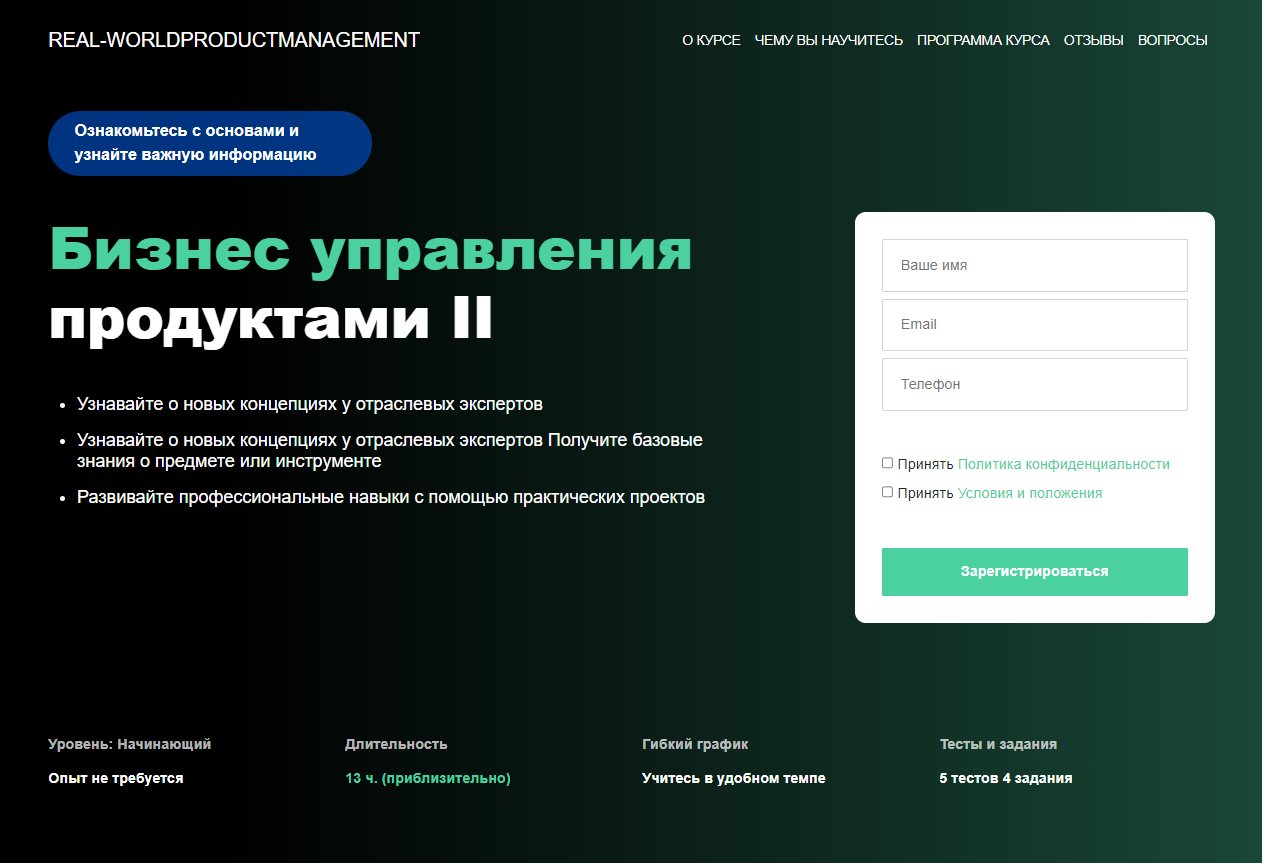 REAL-WORLDPRODUCTMANAGEMENT
О КУРСЕ ЧЕМУ ВЫ НАУЧИТЕСЬ ПРОГРАММА КУРСА ОТЗЫВЫ ВОПРОСЫ
Ознакомьтесь с основами и
узнайте важную информацию
Бизнес управления
продуктами II
Узнавайте о новых концепциях у отраслевых экспертов
Узнавайте о новых концепциях у отраслевых экспертов Получите базовые
знания о предмете или инструменте
Развивайте профессиональные навыки с помощью практических проектов
Ваше имя
Email
Телефон
Принять Политика конфиденциальности
Принять Условия и положения
Зарегистрироваться
Уровень: Начинающий
Опыт не требуется
Длительность
13 ч. (приблизительно)
Гибкий график
Учитесь в удобном темпе
Тесты и задания
5 тестов 4 задания